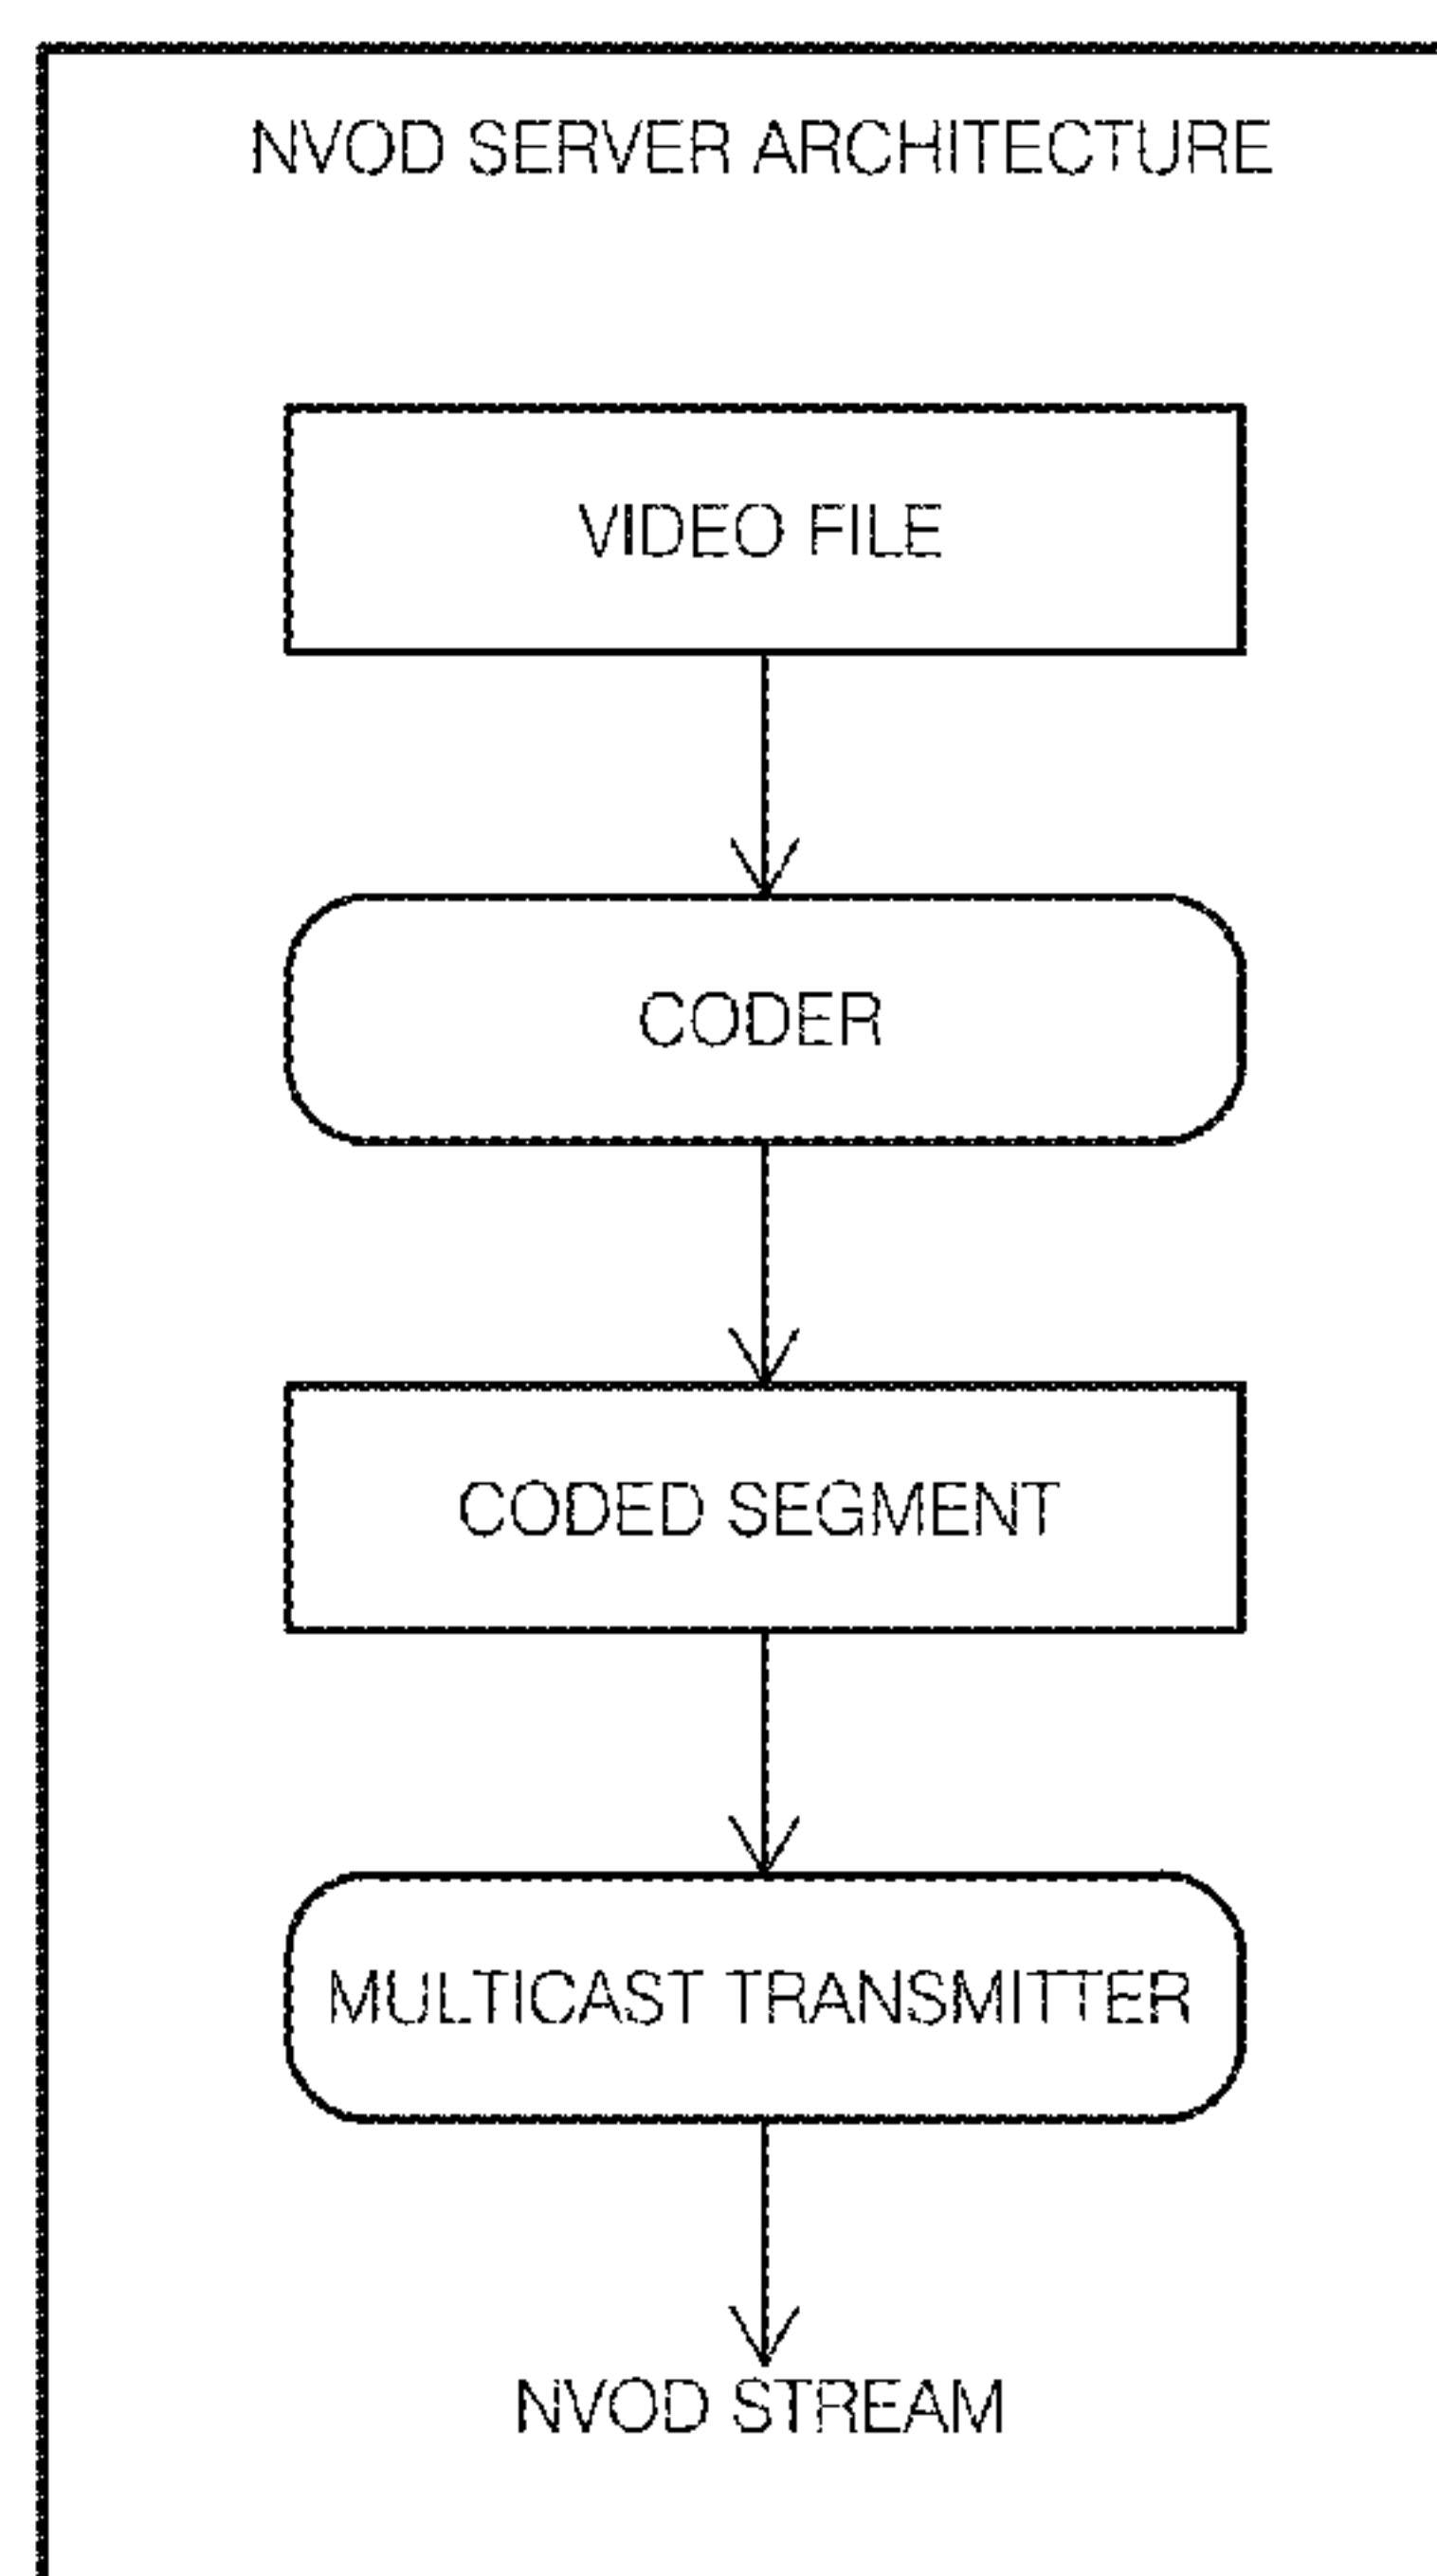 NVOD SERVER ARCHITECTURE
VIDEO FILE
CODER
CODED SEGMENT
MULTICAST TRANSMITTER
NVOD STREAM